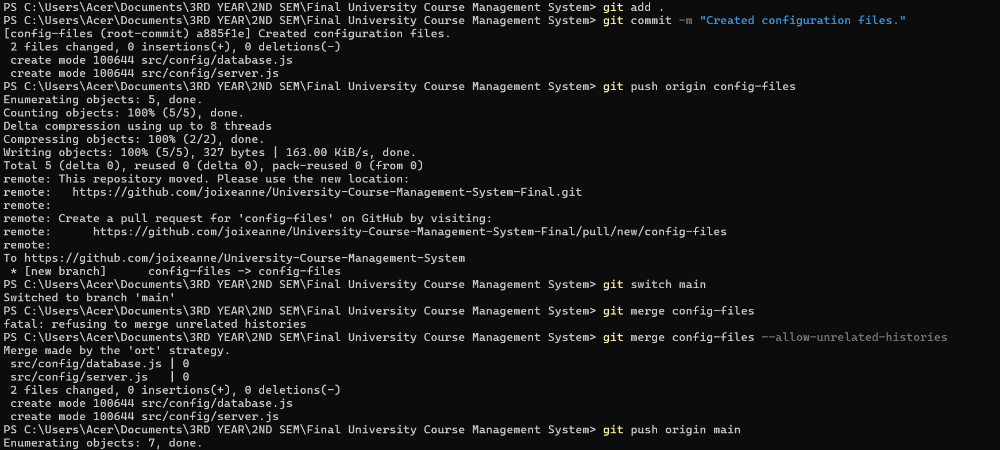 PS C:\Users\Acer\Documents\3RD YEAR\2ND SEM\Final University Course Management System> git add .
PS C:\Users\Acer\Documents\3RD YEAR\2ND SEM\Final University Course Management System> git commit -m "Created configuration files."
[config-files (root-commit) a885f1e] Created configuration files.
 2 files changed, 0 insertions(+), 0 deletions(-)
 create mode 100644 src/config/database.js
 create mode 100644 src/config/server.js
PS C:\Users\Acer\Documents\3RD YEAR\2ND SEM\Final University Course Management System> git push origin config-files
Enumerating objects: 5, done.
Counting objects: 100% (5/5), done.
Delta compression using up to 8 threads
Compressing objects: 100% (2/2), done.
Writing objects: 100% (5/5), 327 bytes | 163.00 KiB/s, done.
Total 5 (delta 0), reused 0 (delta 0), pack-reused 0 (from 0)
remote: This repository moved. Please use the new location:
remote:   https://github.com/joixeanne/University-Course-Management-System-Final.git
remote:
remote: Create a pull request for 'config-files' on GitHub by visiting:
remote:      https://github.com/joixeanne/University-Course-Management-System-Final/pull/new/config-files
remote:
To https://github.com/joixeanne/University-Course-Management-System
 * [new branch]      config-files -> config-files
PS C:\Users\Acer\Documents\3RD YEAR\2ND SEM\Final University Course Management System> git switch main
Switched to branch 'main'
PS C:\Users\Acer\Documents\3RD YEAR\2ND SEM\Final University Course Management System> git merge config-files
fatal: refusing to merge unrelated histories
PS C:\Users\Acer\Documents\3RD YEAR\2ND SEM\Final University Course Management System> git merge config-files --allow-unrelated-histories
Merge made by the 'ort' strategy.
 src/config/database.js | 0
 src/config/server.js   | 0
 2 files changed, 0 insertions(+), 0 deletions(-)
 create mode 100644 src/config/database.js
 create mode 100644 src/config/server.js
PS C:\Users\Acer\Documents\3RD YEAR\2ND SEM\Final University Course Management System> git push origin main
Enumerating objects: 7, done.